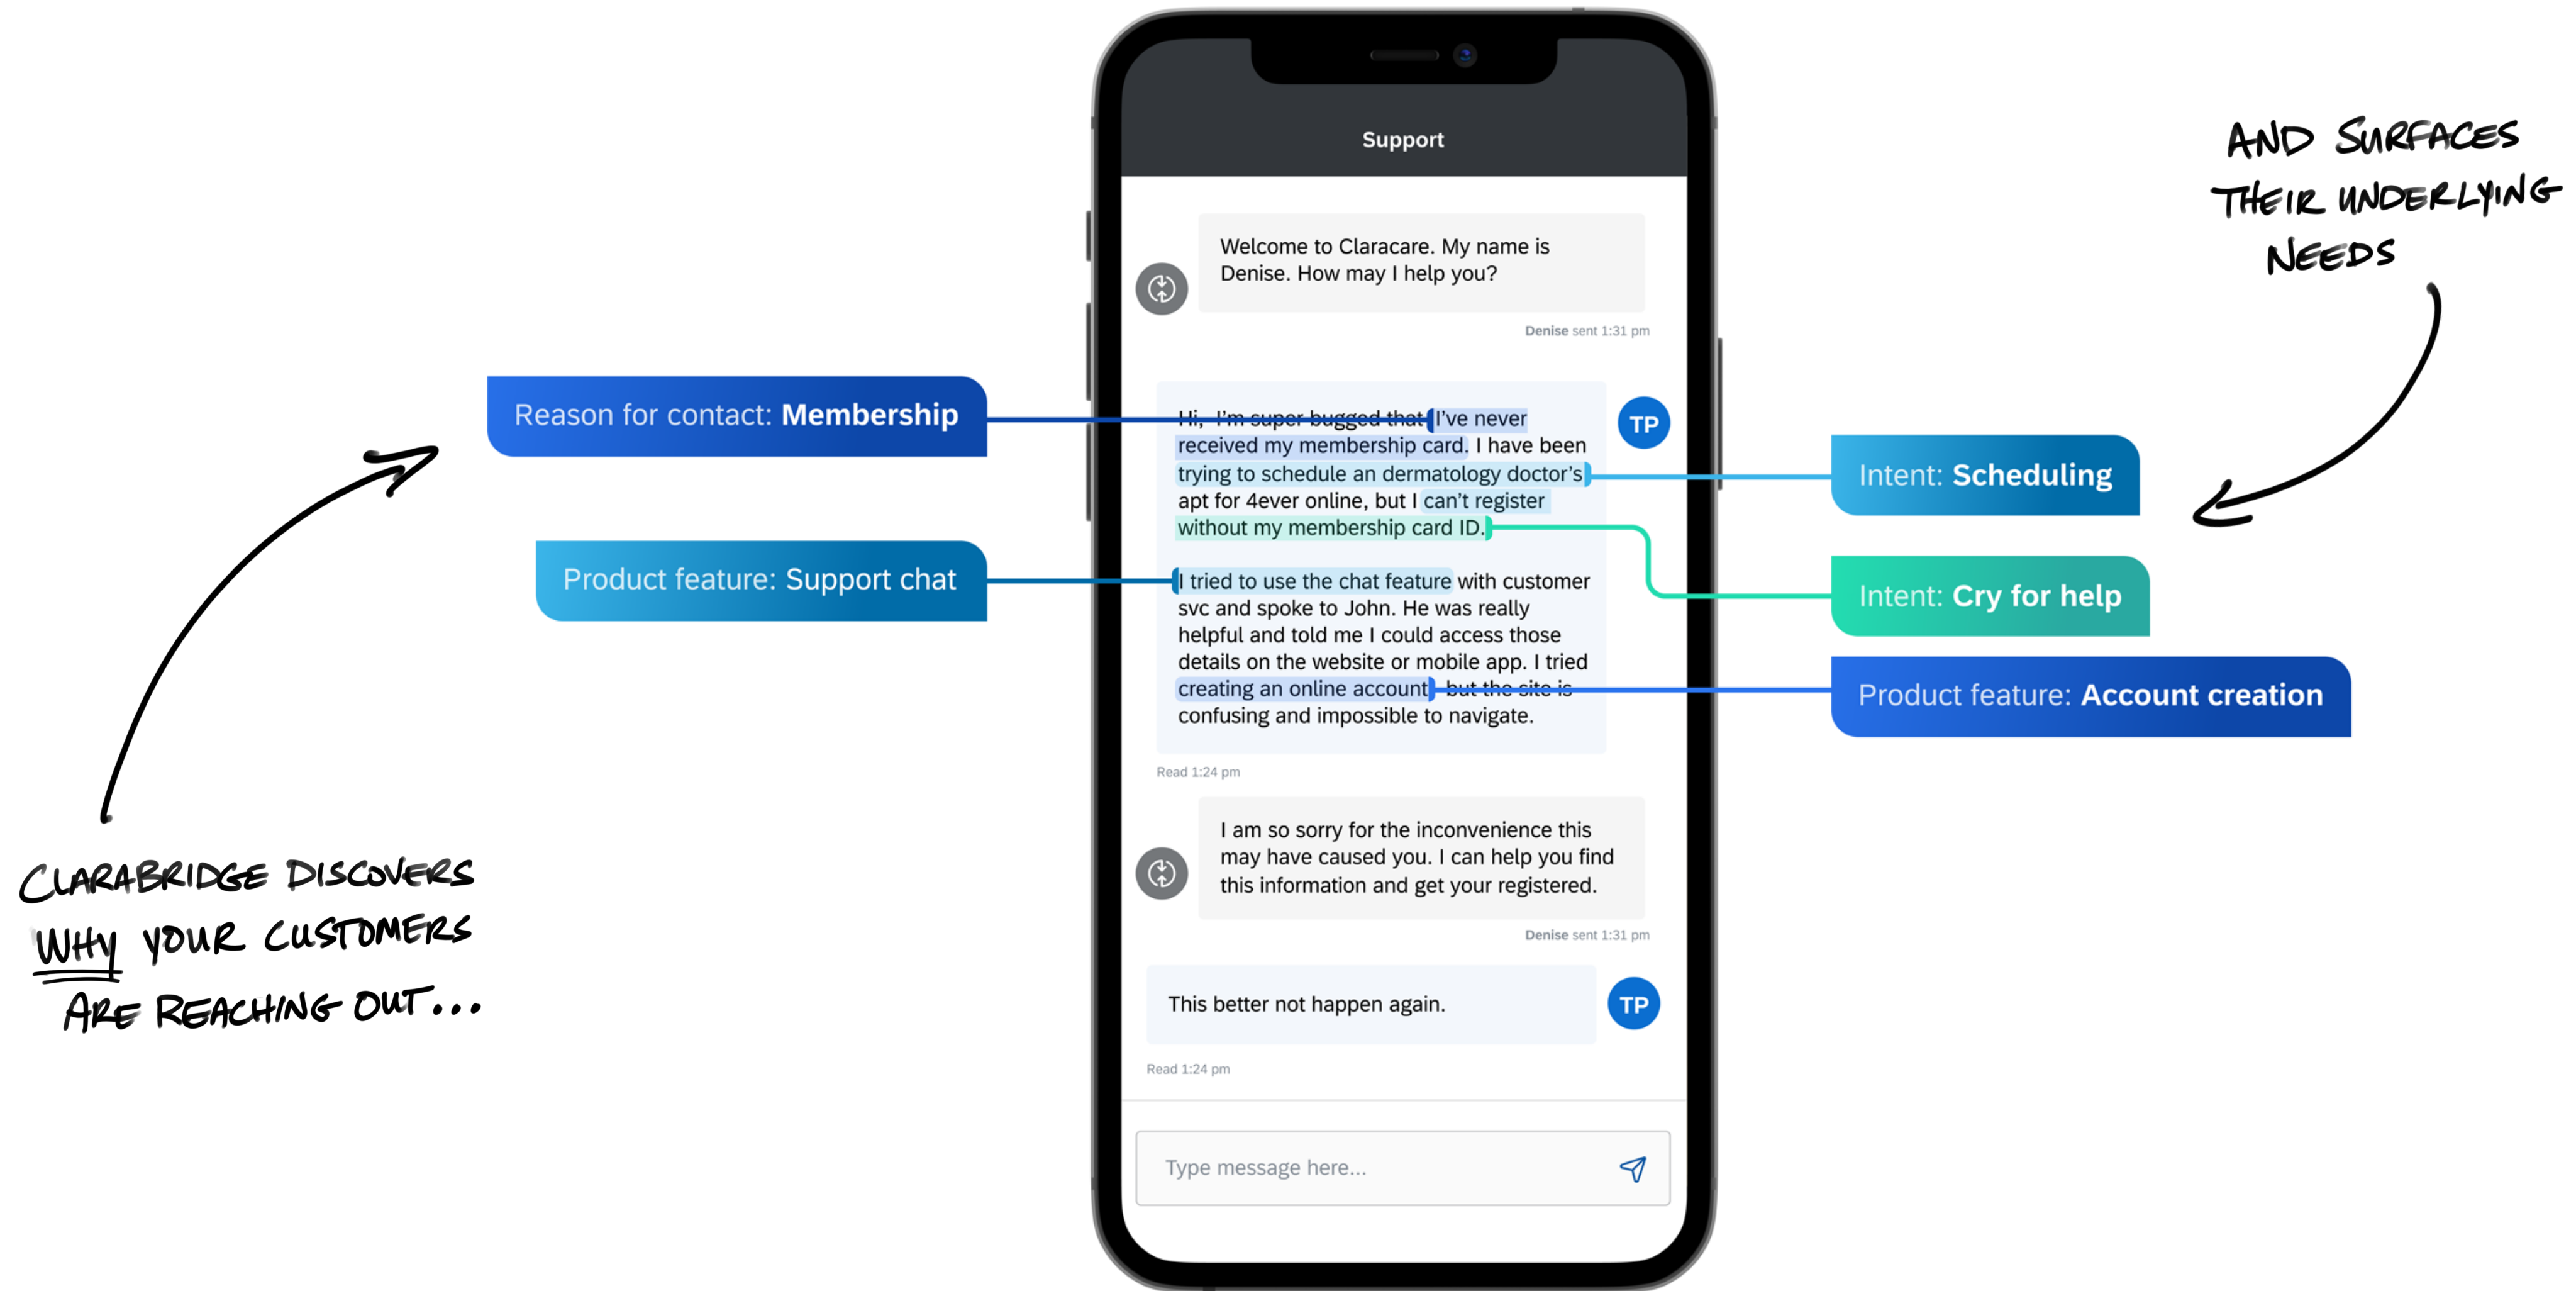 Support
Welcome to Claracare. My name is
Denise. How may I help you?
Denise sent 1:31 pm
Hi, I'm super bugged that I've never
received my membership card. I have been
trying to schedule an dermatology doctor's
apt for 4ever online, but I can't register
without my membership card ID.
I tried to use the chat feature with customer
svc and spoke to John. He was really
helpful and told me I could access those
details on the website or mobile app. I tried
creating an online account but the site is
confusing and impossible to navigate.
TP
Read 1:24 pm
I am so sorry for the inconvenience this
may have caused you. I can help you find
this information and get your registered.
Denise sent 1:31 pm
This better not happen again.
TP
Read 1:24 pm
Type message here...
Reason for contact: Membership
Product feature: Support chat
CLARABRIDGE DISCOVERS
WHY YOUR CUSTOMERS
ARE REACHING OUT...
AND SURFACES
THEIR UNDERLYING
NEEDS
Intent: Scheduling
Intent: Cry for help
Product feature: Account creation